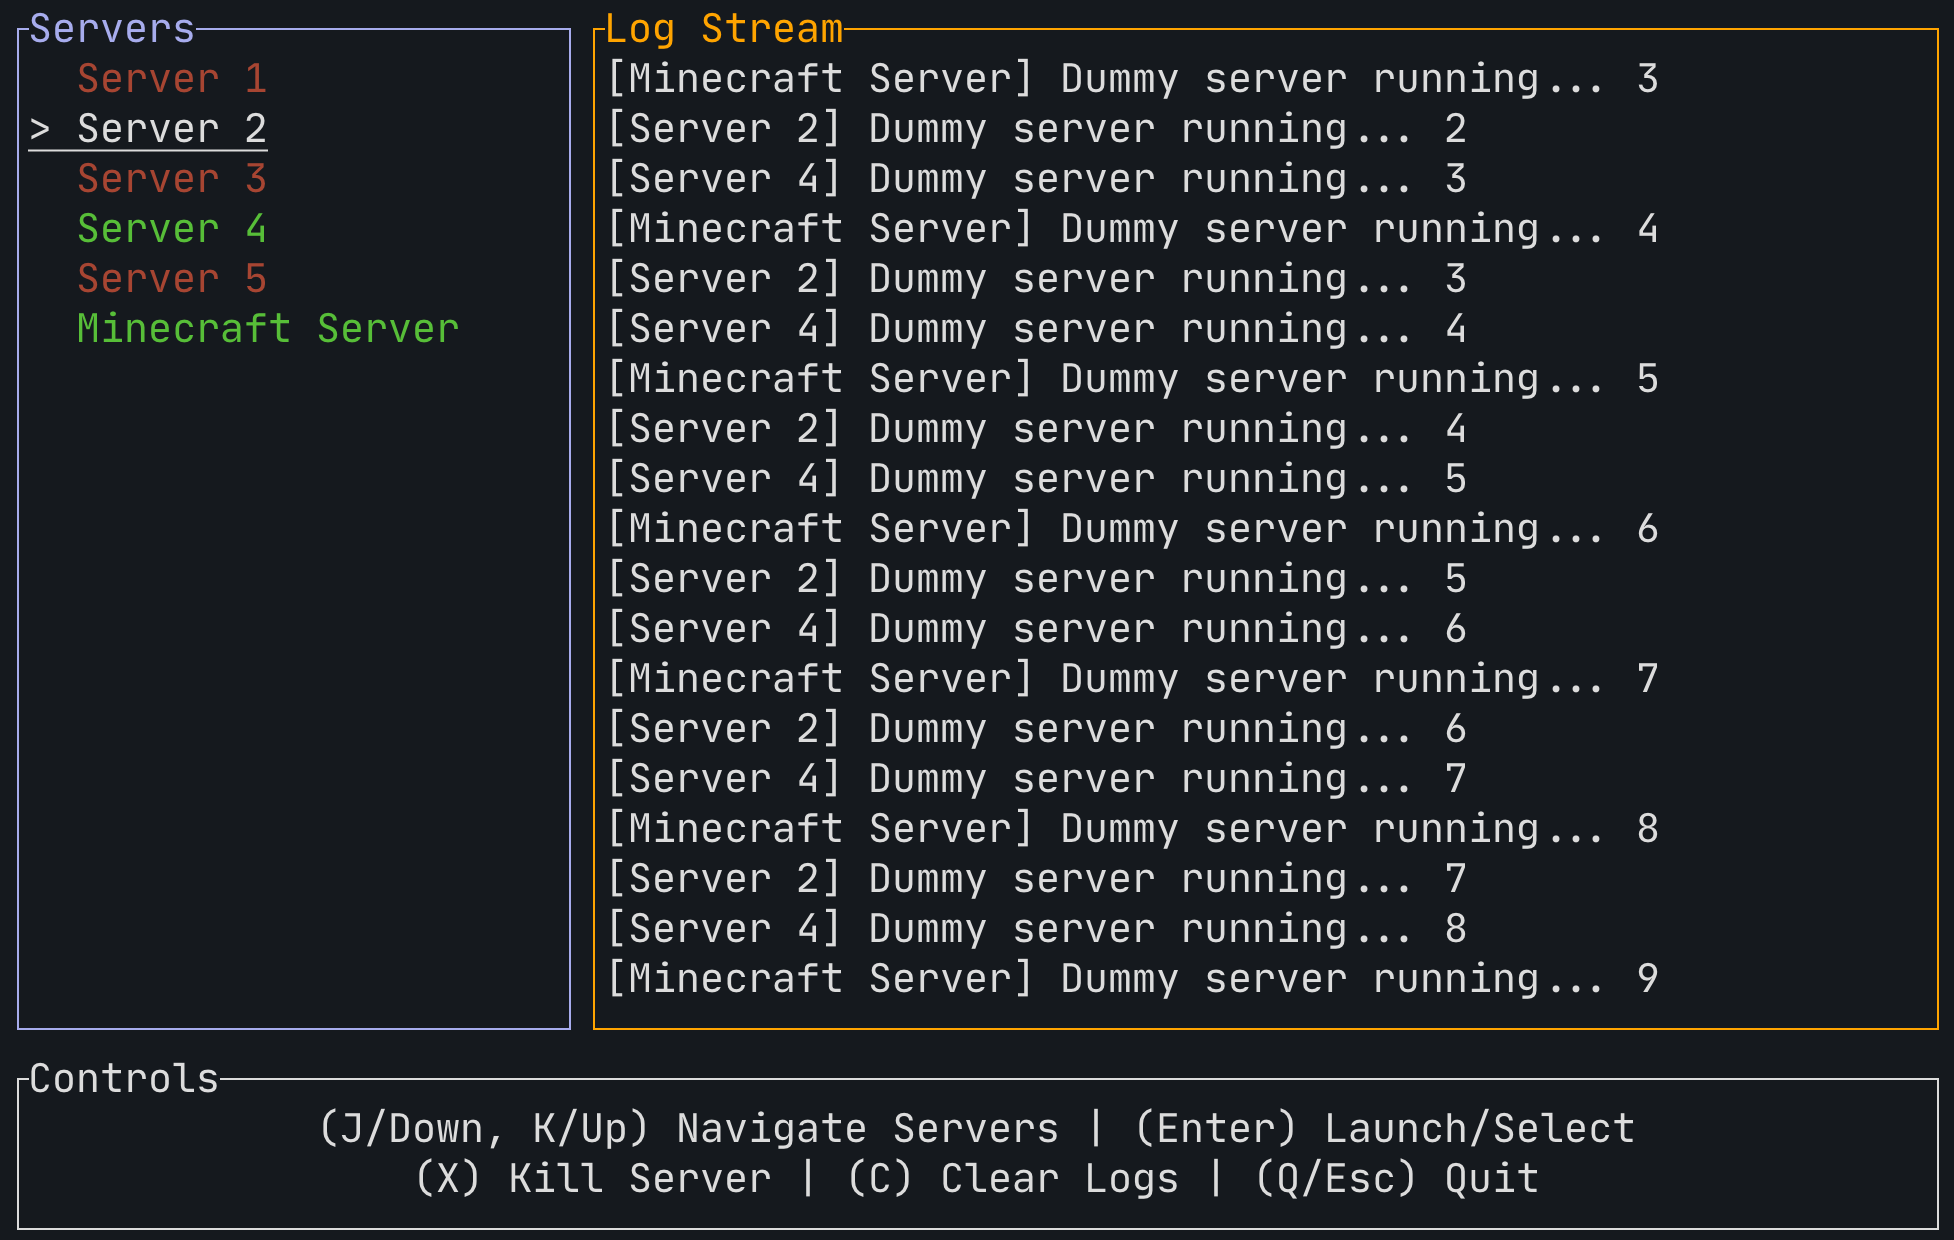 Servers
Server 1
> Server 2
Server 3
Server 4
Server 5
Minecraft Server
Log Stream
[Minecraft Server] Dummy server running... 3
[Server 2] Dummy server running... 2
[Server 4] Dummy server running... 3
[Minecraft Server] Dummy server running... 4
[Server 2] Dummy server running... 3
[Server 4] Dummy server running... 4
[Minecraft Server] Dummy server running... 5
[Server 2] Dummy server running... 4
[Server 4] Dummy server running... 5
[Minecraft Server] Dummy server running... 6
[Server 2] Dummy server running... 5
[Server 4] Dummy server running... 6
[Minecraft Server] Dummy server running... 7
[Server 2] Dummy server running... 6
[Server 4] Dummy server running... 7
[Minecraft Server] Dummy server running... 8
[Server 2] Dummy server running... 7
[Server 4] Dummy server running... 8
[Minecraft Server] Dummy server running... 9
Controls
(J/Down, K/Up) Navigate Servers | (Enter) Launch/Select
(X) Kill Server | (C) Clear Logs | (Q/Esc) Quit